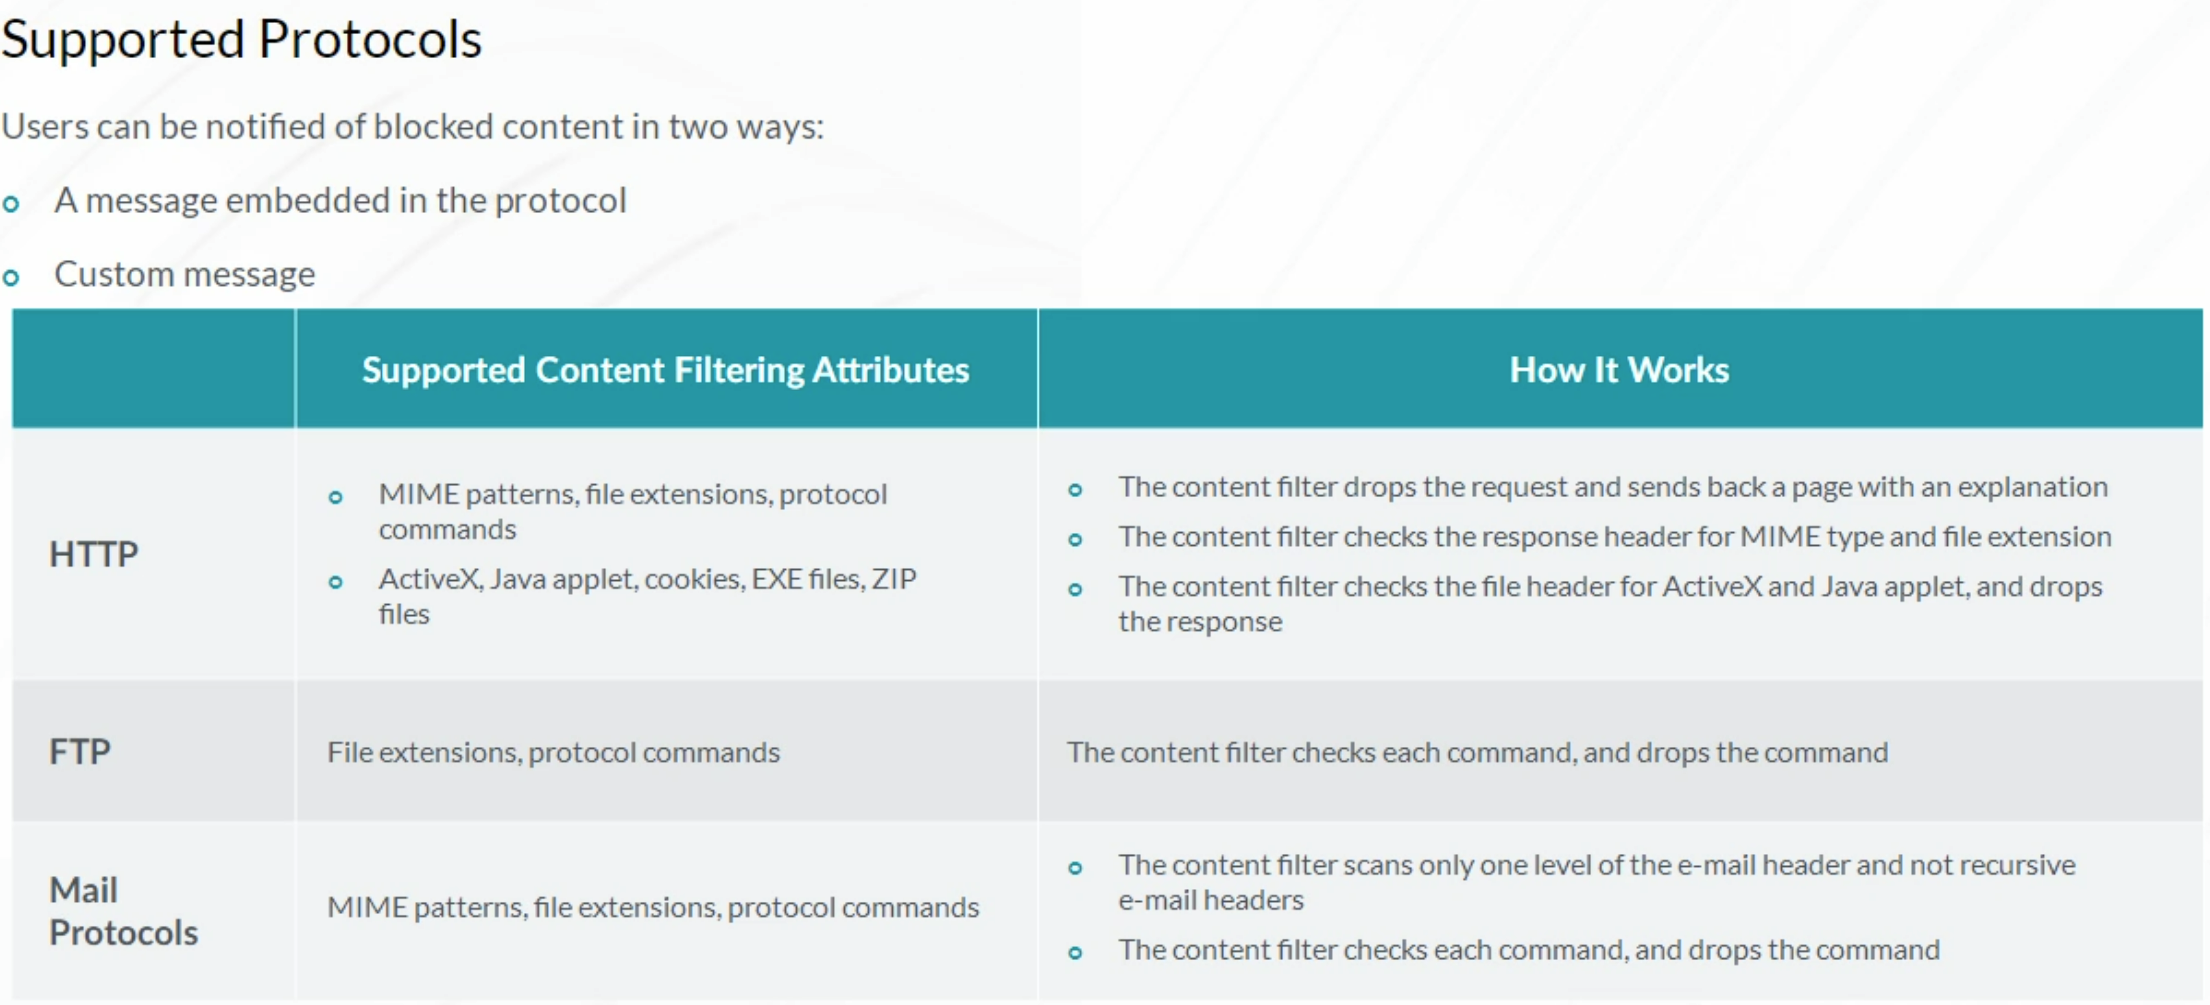 Supported Protocols
Users can be notified of blocked content in two ways:
A message embedded in the protocol
Custom message
Supported Content Filtering Attributes
How It Works
HTTP
MIME patterns, file extensions, protocol
commands
ActiveX, Java applet, cookies, EXE files, ZIP
files
The content filter drops the request and sends back a page with an explanation
The content filter checks the response header for MIME type and file extension
The content filter checks the file header for ActiveX and Java applet, and drops
the response
FTP
File extensions, protocol commands
The content filter checks each command, and drops the command
Mail
Protocols
MIME patterns, file extensions, protocol commands
The content filter scans only one level of the e-mail header and not recursive
e-mail headers
The content filter checks each command, and drops the command